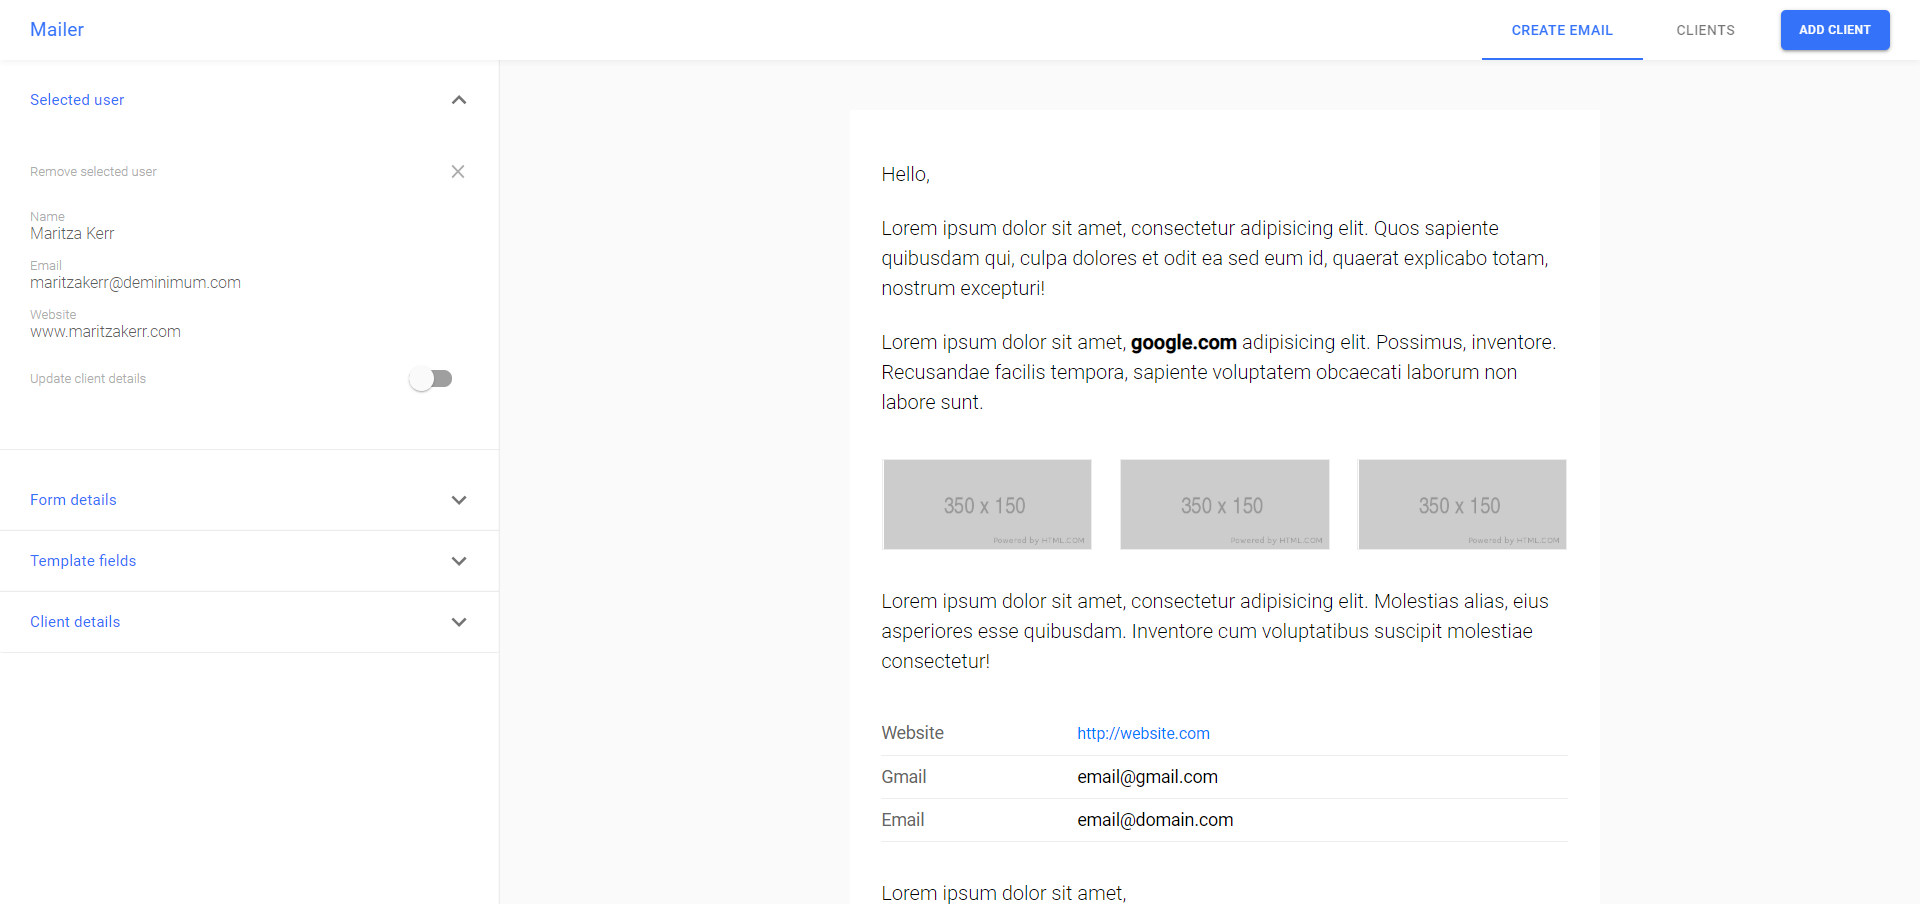 Mailer
CREATE EMAIL
CLIENTS
ADD CLIENT
Selected user
Remove selected user
Name
Maritza Kerr
Email
maritzakerr@deminimum.com
Website
www.maritzakerr.com
Update client details
Form details
Template fields
Client details
Hello,
Lorem ipsum dolor sit amet, consectetur adipisicing elit. Quos sapiente
quibusdam qui, culpa dolores et odit ea sed eum id, quaerat explicabo totam,
nostrum excepturi!
Lorem ipsum dolor sit amet, google.com adipisicing elit. Possimus, inventore.
Recusandae facilis tempora, sapiente voluptatem obcaecati laborum non
labore sunt.
350 x 150
Powered by HTML.COM
350 x 150
Powered by HTML.COM
350 x 150
Powered by HTML.COM
Lorem ipsum dolor sit amet, consectetur adipisicing elit. Molestias alias, eius
asperiores esse quibusdam. Inventore cum voluptatibus suscipit molestiae
consectetur!
Website http://website.com
Gmail email@gmail.com
Email email@domain.com
Lorem ipsum dolor sit amet,